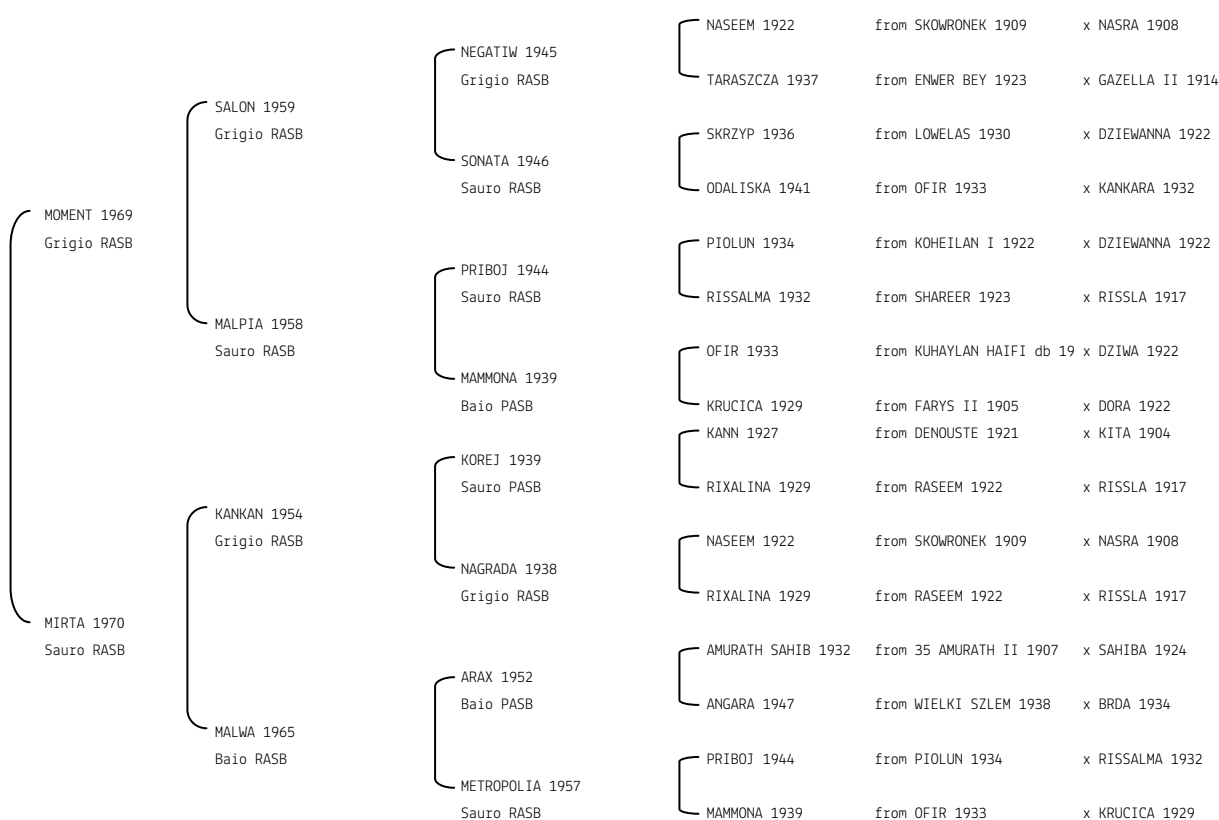 NASEEM 1922 from SKOWRONEK 1909 x NASRA 1908
NEGATIW 1945
Grigio RASB TARASZCZA 1937 from ENWER BEY 1923 x GAZELLA II 1914
SALON 1959
Grigio RASB SKRZYP 1936 from LOWELAS 1930 x DZIEWANNA 1922
SONATA 1946
Sauro RASB ODALISKA 1941 from OFIR 1933 x KANKARA 1932
MOMENT 1969
Grigio RASB PIOLUN 1934 from KOHEILAN I 1922 x DZIEWANNA 1922
PRIBOJ 1944
Sauro RASB RISSALMA 1932 from SHAREER 1923 x RISSLA 1917
MALPIA 1958
Sauro RASB OFIR 1933 from KUHAYLAN HAIFI db 19 x DZIWA 1922
MAMMONA 1939
Baio PASB KRUCICA 1929 from FARYS II 1905 x DORA 1922
KANN 1927 from DENOUSTE 1921 x KITA 1904
KOREJ 1939
Sauro PASB RIXALINA 1929 from RASEEM 1922 x RISSLA 1917
KANKAN 1954
Grigio RASB NASEEM 1922 from SKOWRONEK 1909 x NASRA 1908
NAGRADA 1938
Grigio RASB RIXALINA 1929 from RASEEM 1922 x RISSLA 1917
MIRTA 1970
Sauro RASB AMURATH SAHIB 1932 from 35 AMURATH II 1907 x SAHIBA 1924
ARAX 1952
Baio PASB ANGARA 1947 from WIELKI SZLEM 1938 x BRDA 1934
MALWA 1965
Baio RASB PRIBOJ 1944 from PIOLUN 1934 x RISSALMA 1932
METROPOLIA 1957
Sauro RASB MAMMONA 1939 from OFIR 1933 x KRUCICA 1929